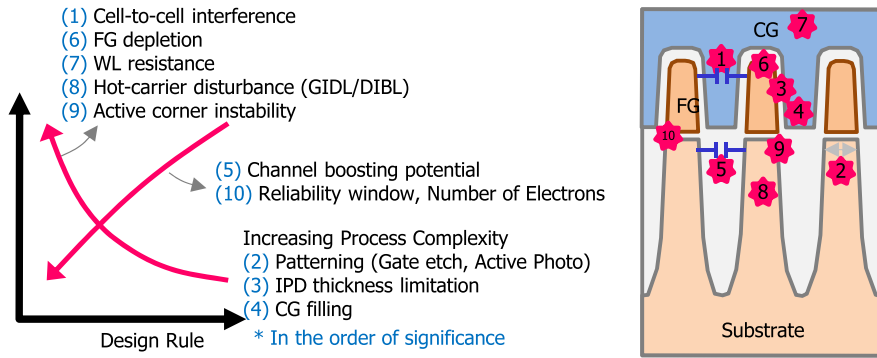 (1) Cell-to-cell interference
(6) FG depletion
(7) WL resistance
(8) Hot-carrier disturbance (GIDL/DIBL)
(9) Active corner instability
(5) Channel boosting potential
(10) Reliability window, Number of Electrons
Increasing Process Complexity
(2) Patterning (Gate etch, Active Photo)
(3) IPD thickness limitation
(4) CG filling
Design Rule
* In the order of significance
CG
7
1
6
3
FG
4
10
9
5
2
8
Substrate